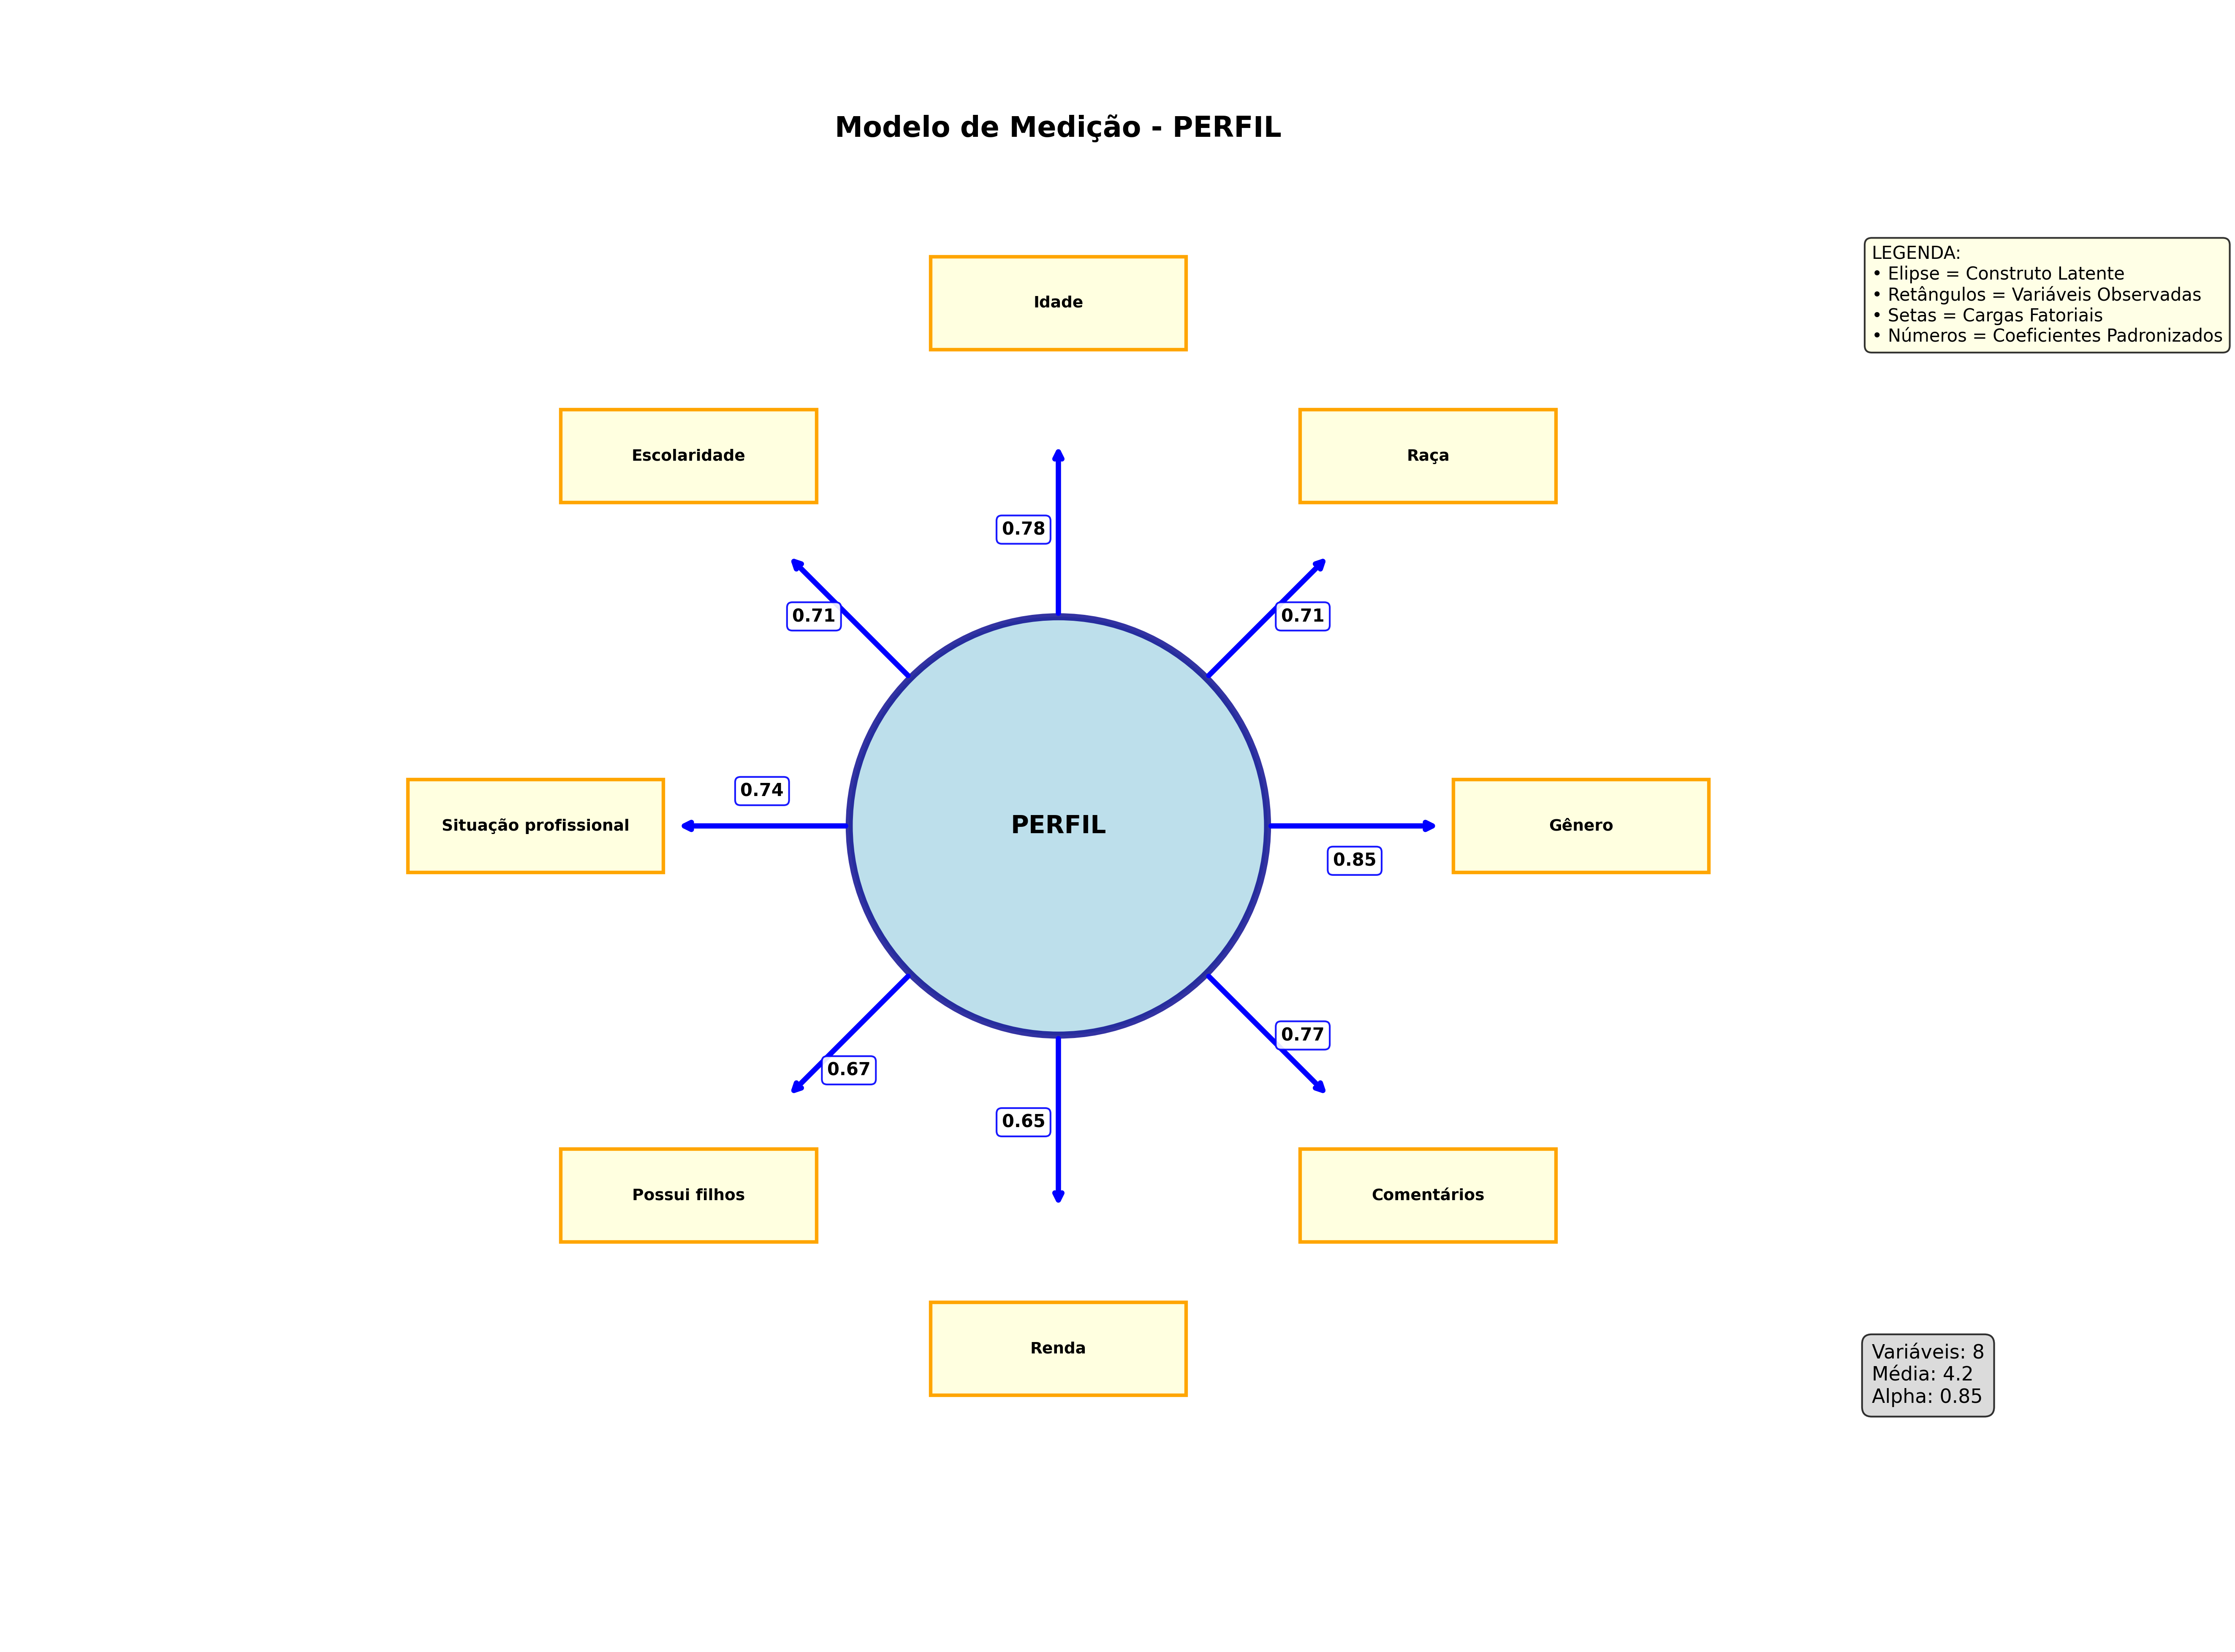 Modelo de Medição - PERFIL
LEGENDA:
• Elipse = Construto Latente
• Retângulos = Variáveis Observadas
• Setas = Cargas Fatoriais
• Números = Coeficientes Padronizados
Idade
Escolaridade
Raça
0.78
0.71
0.71
0.74
Situação profissional
PERFIL
Gênero
0.85
0.77
0.67
0.65
Possui filhos
Comentários
Renda
Variáveis: 8
Média: 4.2
Alpha: 0.85